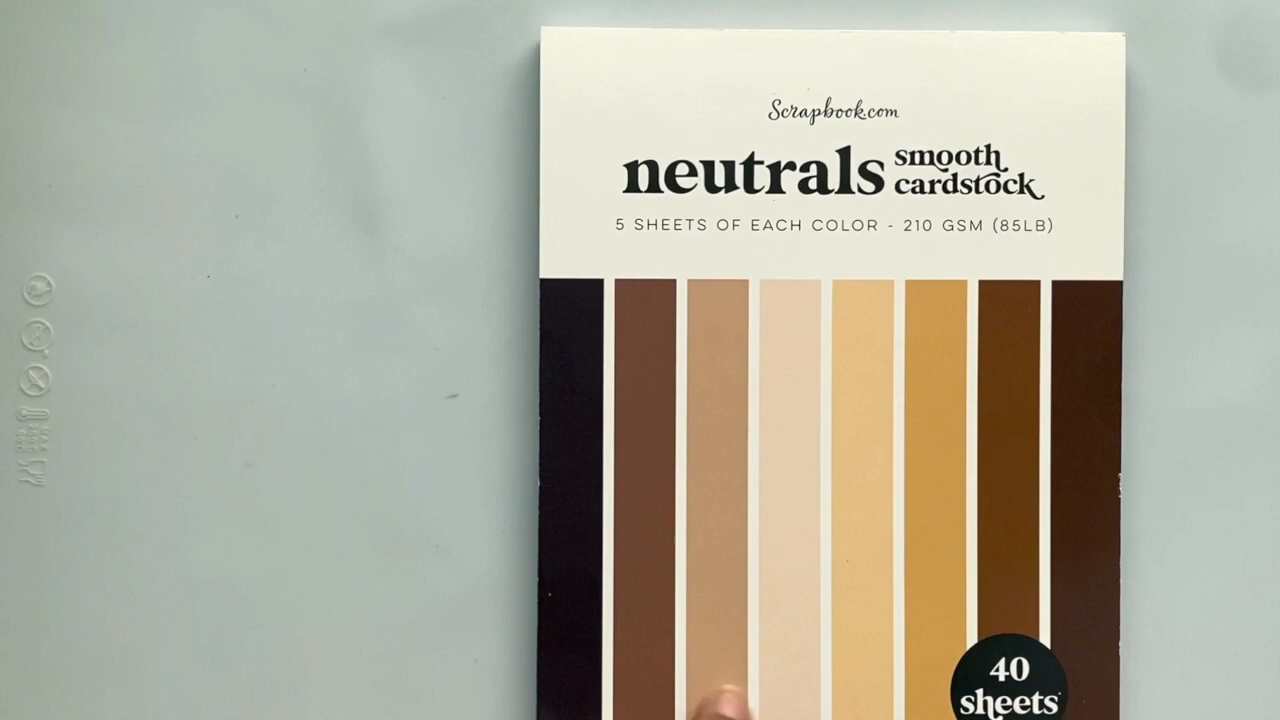 Scrapbook.com
neutrals smooth cardstock
5 SHEETS OF EACH COLOR - 210 GSM (85LB)
40
sheets